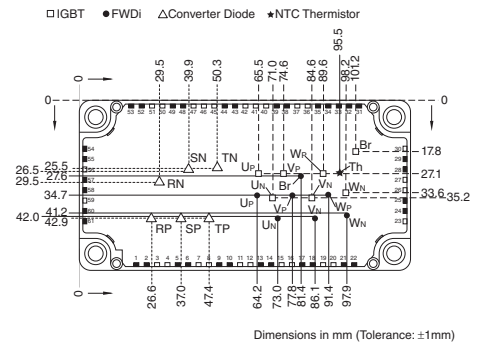 □ IGBT ●FWDi △Converter Diode ★NTC Thermistor
29.5 39.9 50.3 65.5 71.0 74.6 84.6 89.6 95.5 98.2 101.2
0 0
0
53 52 51 50 49 48 47 46 45 44 43 42 41 40 39 38 37 36 35 34 33 32 31
54 30
Br 17.8
SN TN WP
25.5 UP VP Th 27.1
26.5
27.6
29.5 RN UN Br VN WN 33.6
34.7 UP VP WP 35.2
41.2
42.0 RP SP TP UN VN WN
42.9
1 2 3 4 5 6 7 8 9 10 11 12 13 14 15 16 17 18 19 20 21 22
0
26.6 37.0 47.4 64.2 73.0 77.8 81.4 86.1 91.4 97.9
Dimensions in mm (Tolerance: ±1mm)